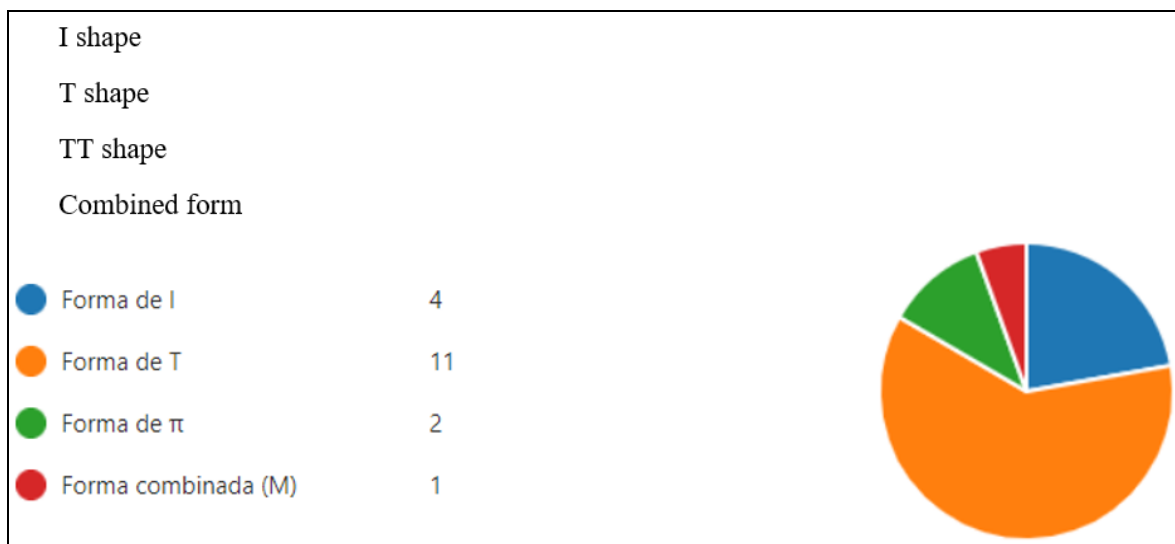 I shape
T shape
TT shape
Combined form
Forma de I 4
Forma de T 11
Forma de π 2
Forma combinada (M) 1